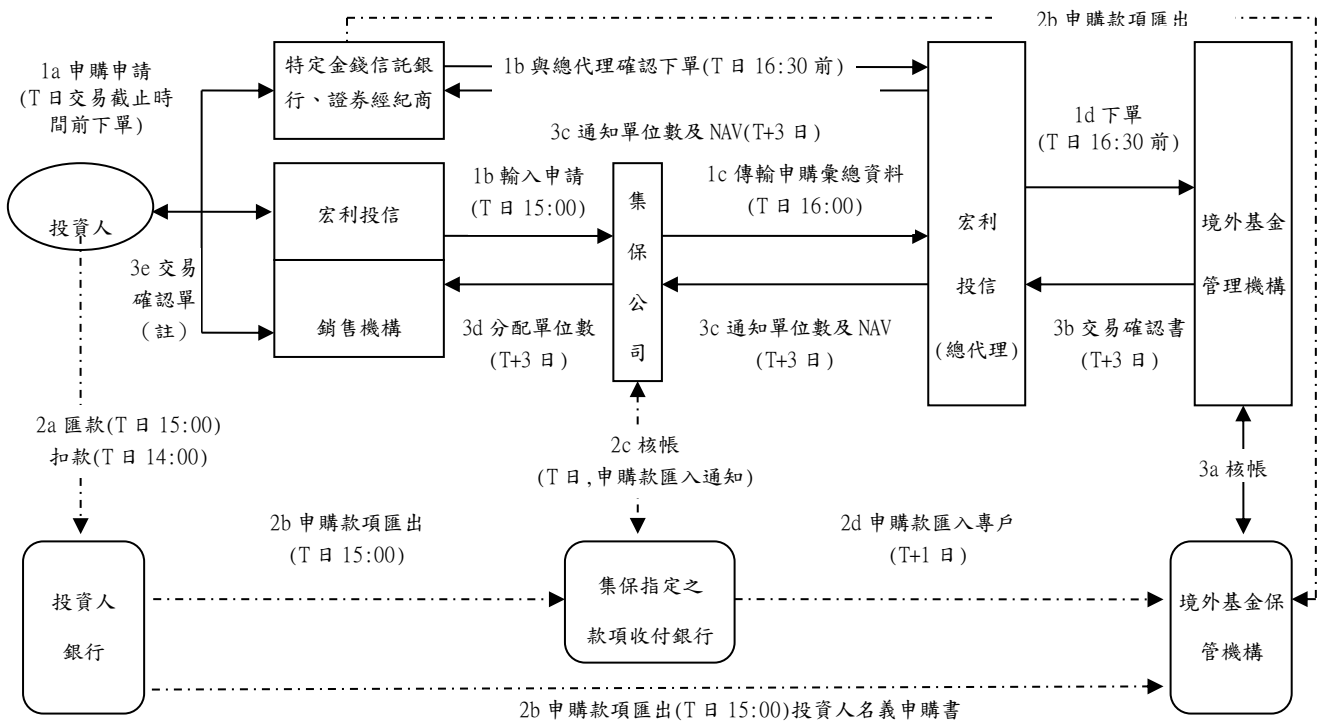 2b 申購款項匯出
1a 申購申請
(T 日交易截止時
間前下單)
特定金錢信託銀
行、證券經紀商
1b 與總代理確認下單(T 日 16:30 前)
3c 通知單位數及 NAV(T+3 日)
1d 下單
(T 日 16:30 前)
投資人
宏利投信
銷售機構
1b 輸入申請
(T 日 15:00)
集
保
公
司
1c 傳輸申購彙總資料
(T 日 16:00)
宏利
投信
(總代理)
境外基金
管理機構
3e 交易
確認單
(註)
3d 分配單位數
(T+3 日)
3c 通知單位數及 NAV
(T+3 日)
3b 交易確認書
(T+3 日)
2a 匯款(T 日 15:00)
扣款(T 日 14:00)
2c 核帳
(T 日,申購款匯入通知)
3a 核帳
2b 申購款項匯出
(T 日 15:00)
2d 申購款匯入專戶
(T+1 日)
投資人
銀行
集保指定之
款項收付銀行
境外基金保
管機構
2b 申購款項匯出(T 日 15:00)投資人名義申購書